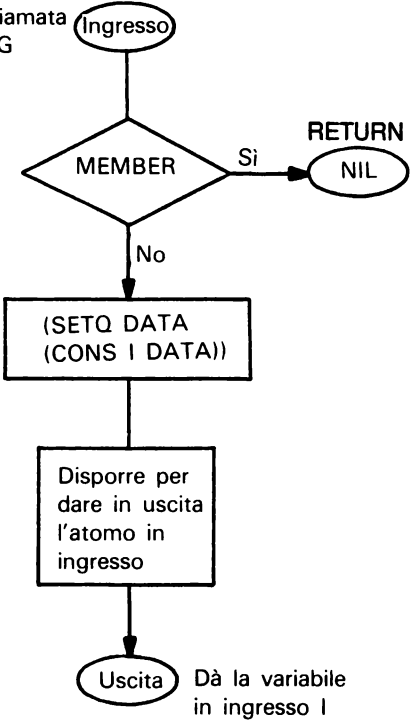 Ingresso
RETURN
MEMBER
Sì
NIL
No
(SETQ DATA
(CONS I DATA))
Disporre per
dare in uscita
l'atomo in
ingresso
Uscita
Dà la variabile
in ingresso I